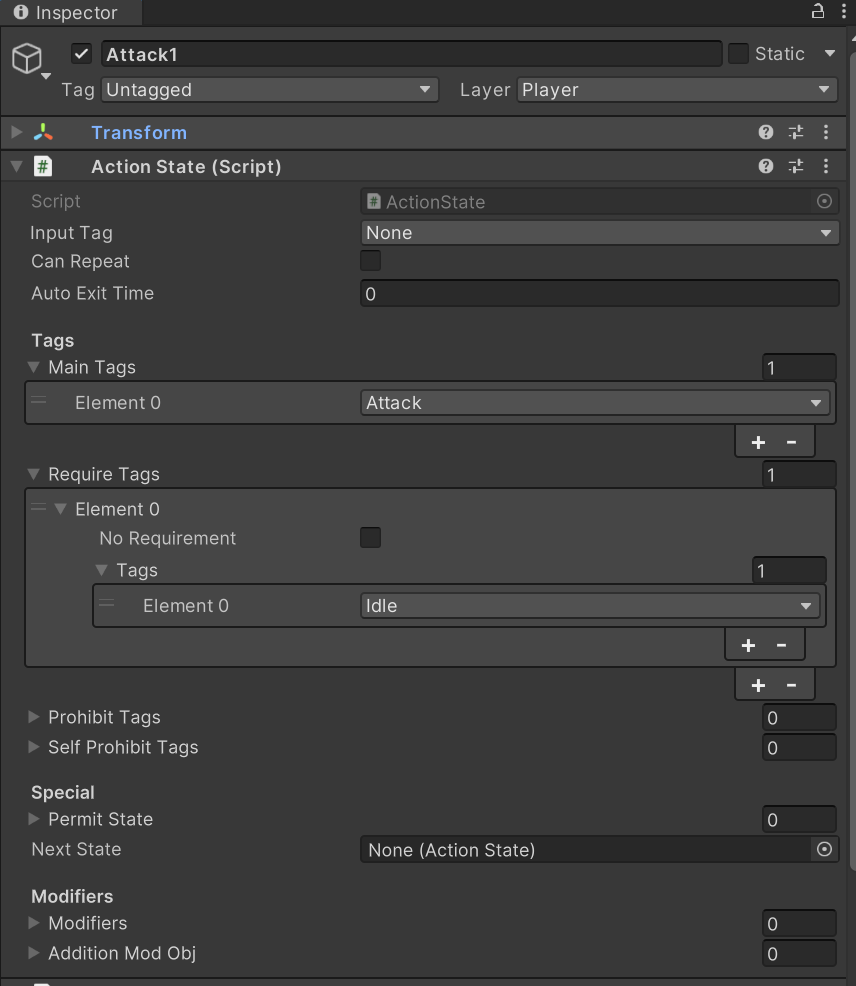 Inspector
Attack1 Static
Tag Untagged Layer Player
Transform
# Action State (Script)
Script # ActionState
Input Tag None
Can Repeat
Auto Exit Time 0
Tags
Main Tags 1
Element 0 Attack
+ -
Require Tags 1
Element 0
No Requirement
Tags 1
Element 0 Idle
+ -
+ -
Prohibit Tags 0
Self Prohibit Tags 0
Special
Permit State 0
Next State None (Action State)
Modifiers
Modifiers 0
Addition Mod Obj 0